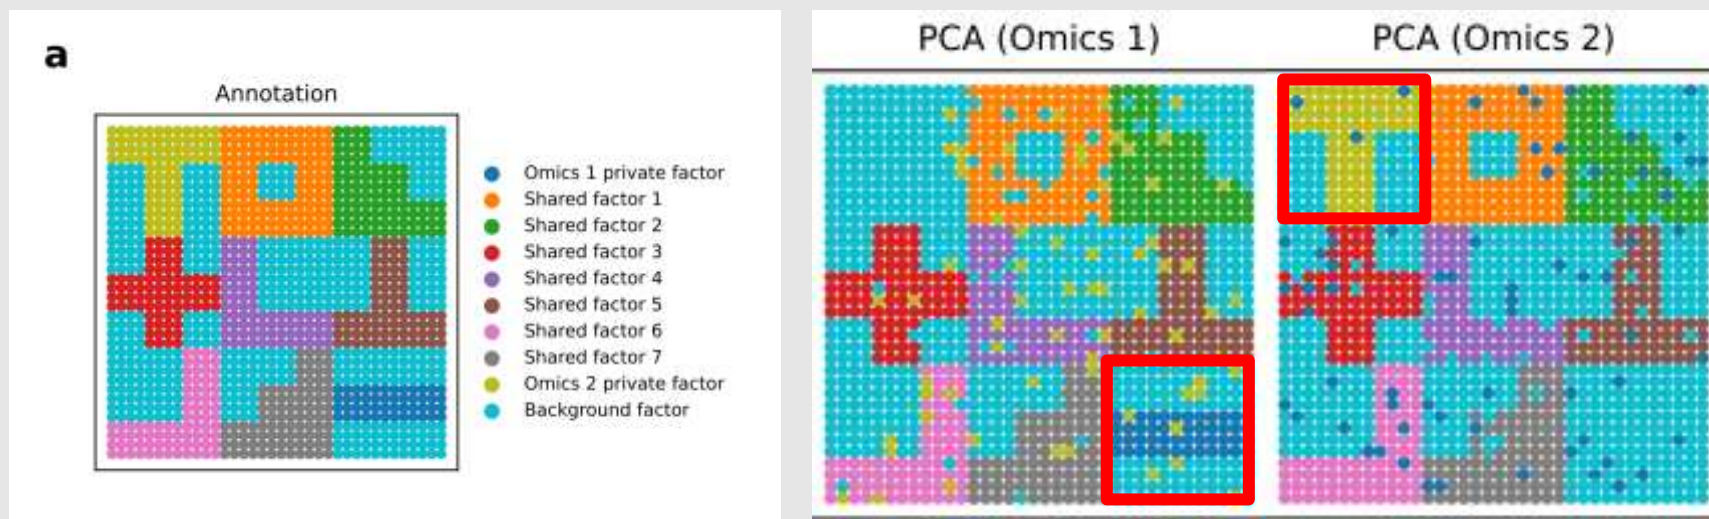 a
Annotation
Omics 1 private factor
Shared factor 1
Shared factor 2
Shared factor 3
Shared factor 4
Shared factor 5
Shared factor 6
Shared factor 7
Omics 2 private factor
Background factor
PCA (Omics 1)
PCA (Omics 2)